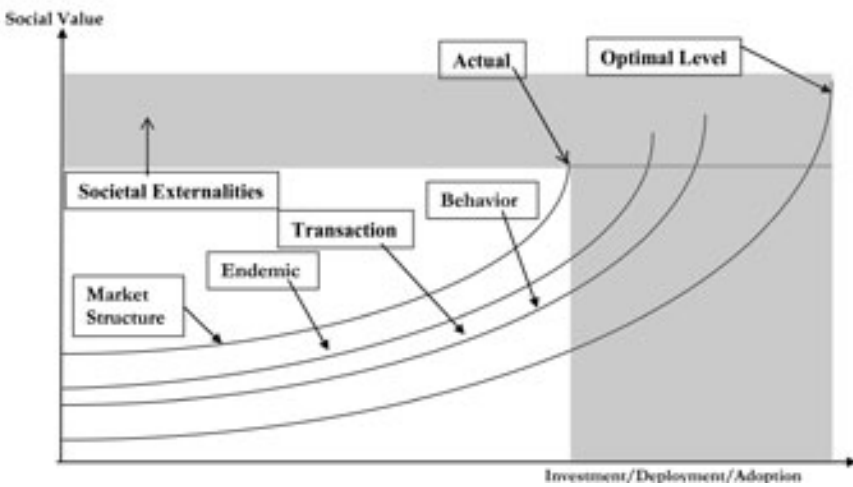 Social Value
Actual
Optimal Level
Societal Externalities
Behavior
Transaction
Endemic
Market
Structure
Investment/Deployment/Adoption